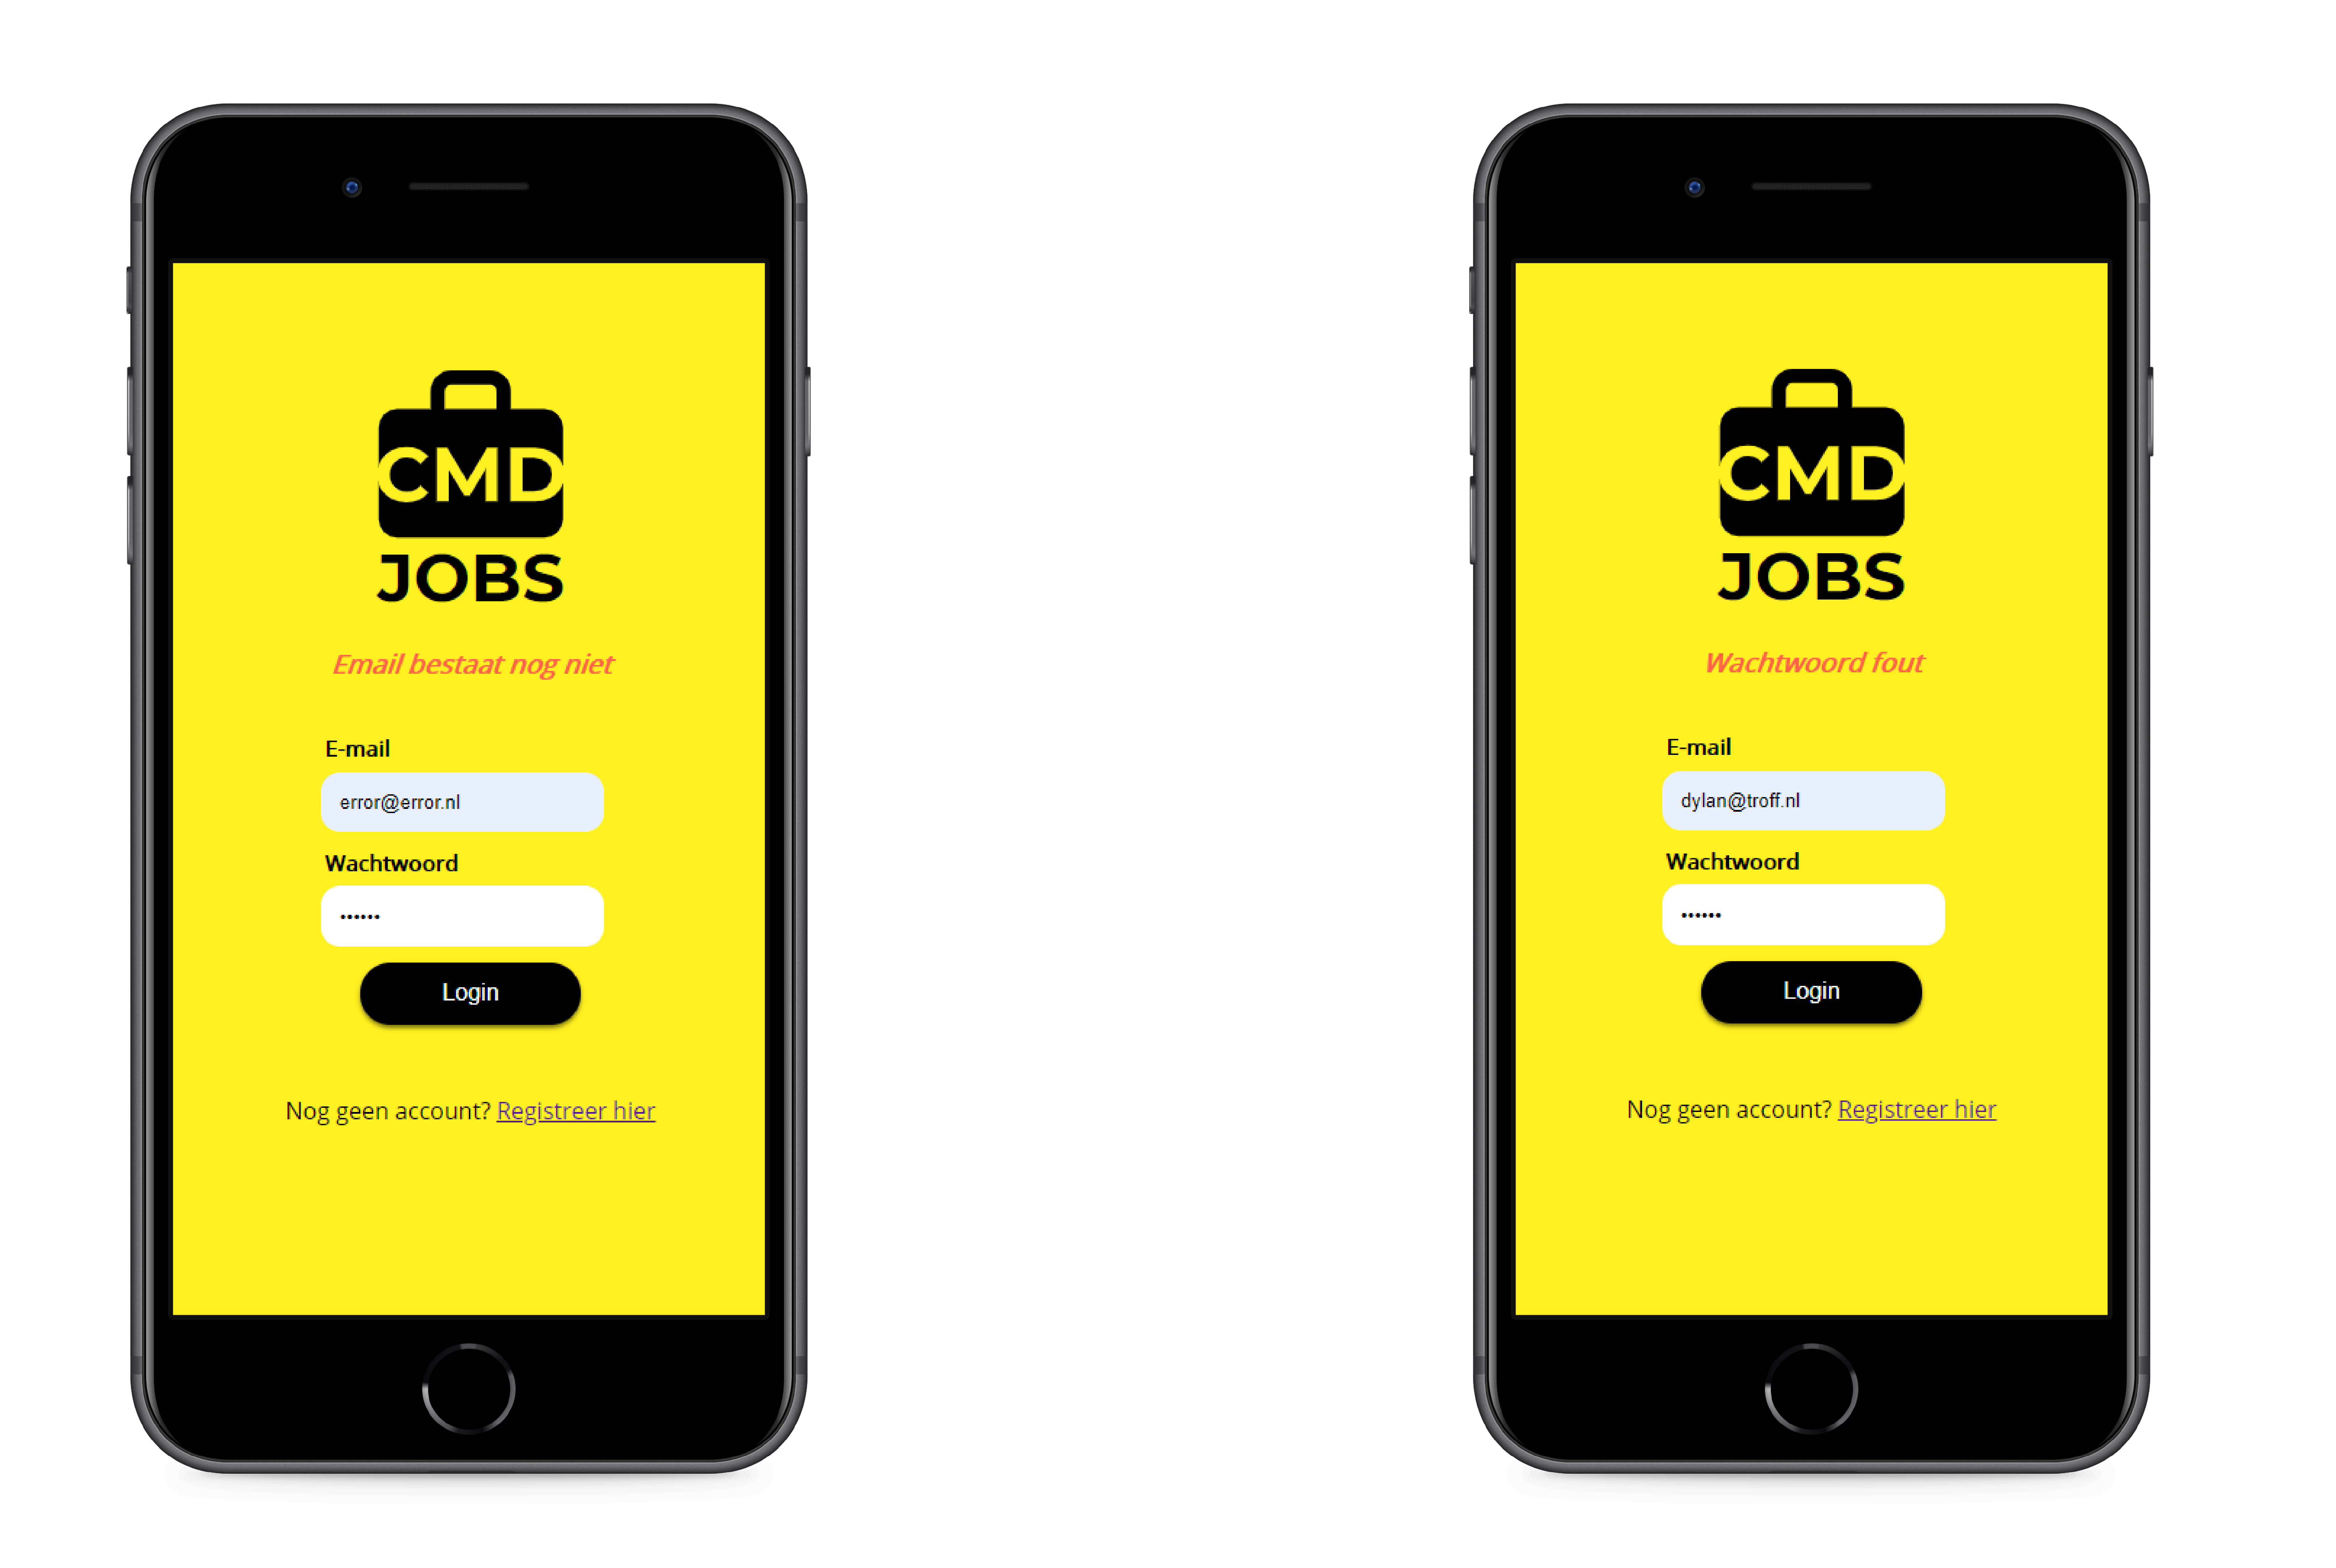 CMD
JOBS
Email bestaat nog niet
E-mail
error@error.nl
Wachtwoord
••••••
Login
Nog geen account? Registreer hier
CMD
JOBS
Wachtwoord fout
E-mail
dylan@troff.nl
Wachtwoord
••••••
Login
Nog geen account? Registreer hier